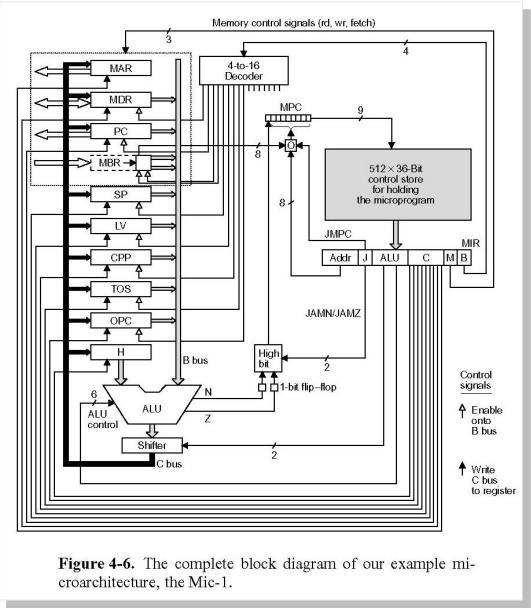 Memory control signals (rd, wr, fetch)
3
4
MAR
MDR
PC
MBR
SP
LV
CPP
TOS
OPC
H
4-to-16
Decoder
MPC
9
8
O
8
512 × 36-Bit
control store
for holding
the microprogram
JMPC
MIR
Addr J ALU C M B
JAMN/JAMZ
High
bit
2
1-bit flip–flop
B bus
6
ALU
control
ALU
N
Z
Shifter
C bus
2
Control
signals
Enable
onto
B bus
Write
C bus
to register
Figure 4-6. The complete block diagram of our example mi-
croarchitecture, the Mic-1.